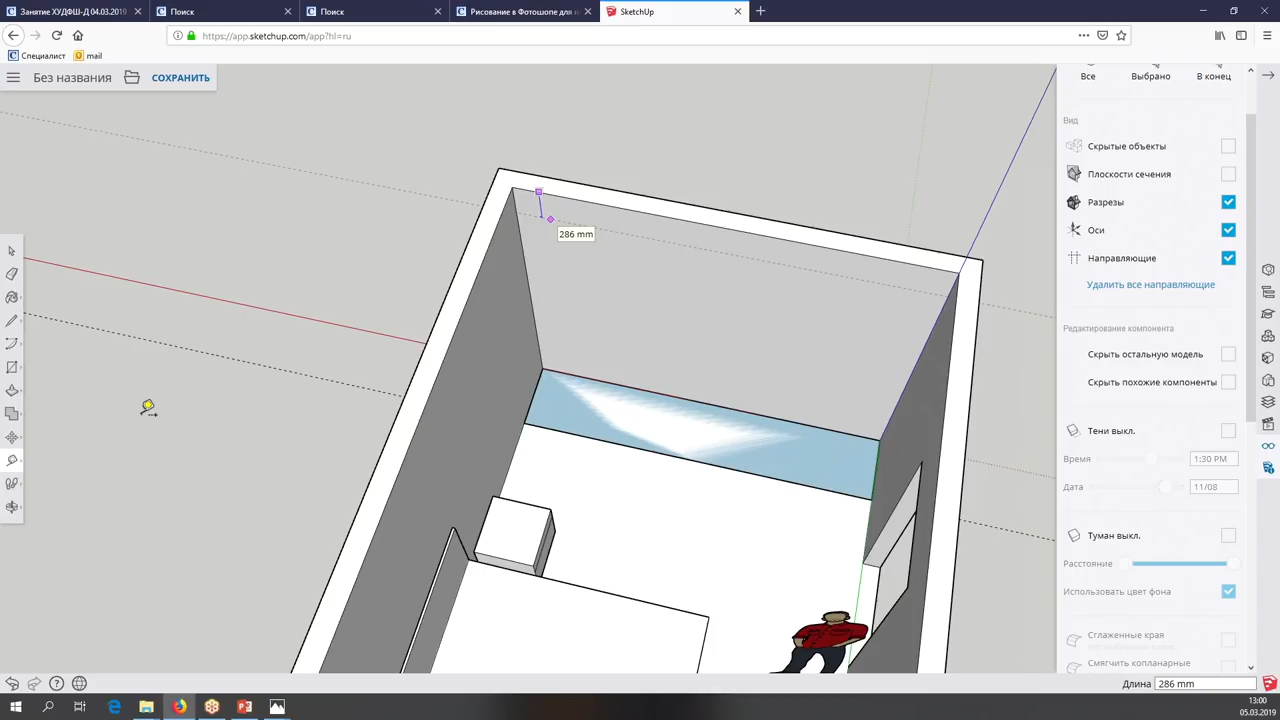 Занятие ХУДФШ-Д 04.03.2019
Поиск
Поиск
Рисование в Фотошопе для н
SketchUp
https://app.sketchup.com/app?hl=ru
Специалист
mail
Без названия
СОХРАНИТЬ
Все
Выбрано
В конец
Вид
Скрытые объекты
Плоскости сечения
Разрезы
Оси
Направляющие
Удалить все направляющие
Редактирование компонента
Скрыть остальную модель
Скрыть похожие компоненты
Тени выкл.
Время
1:30 PM
Дата
11/08
Туман выкл.
Расстояние
Использовать цвет фона
Сглаженные края
Смягчить копланарные
286 mm
Длина
286 mm
13:00
05.03.2019